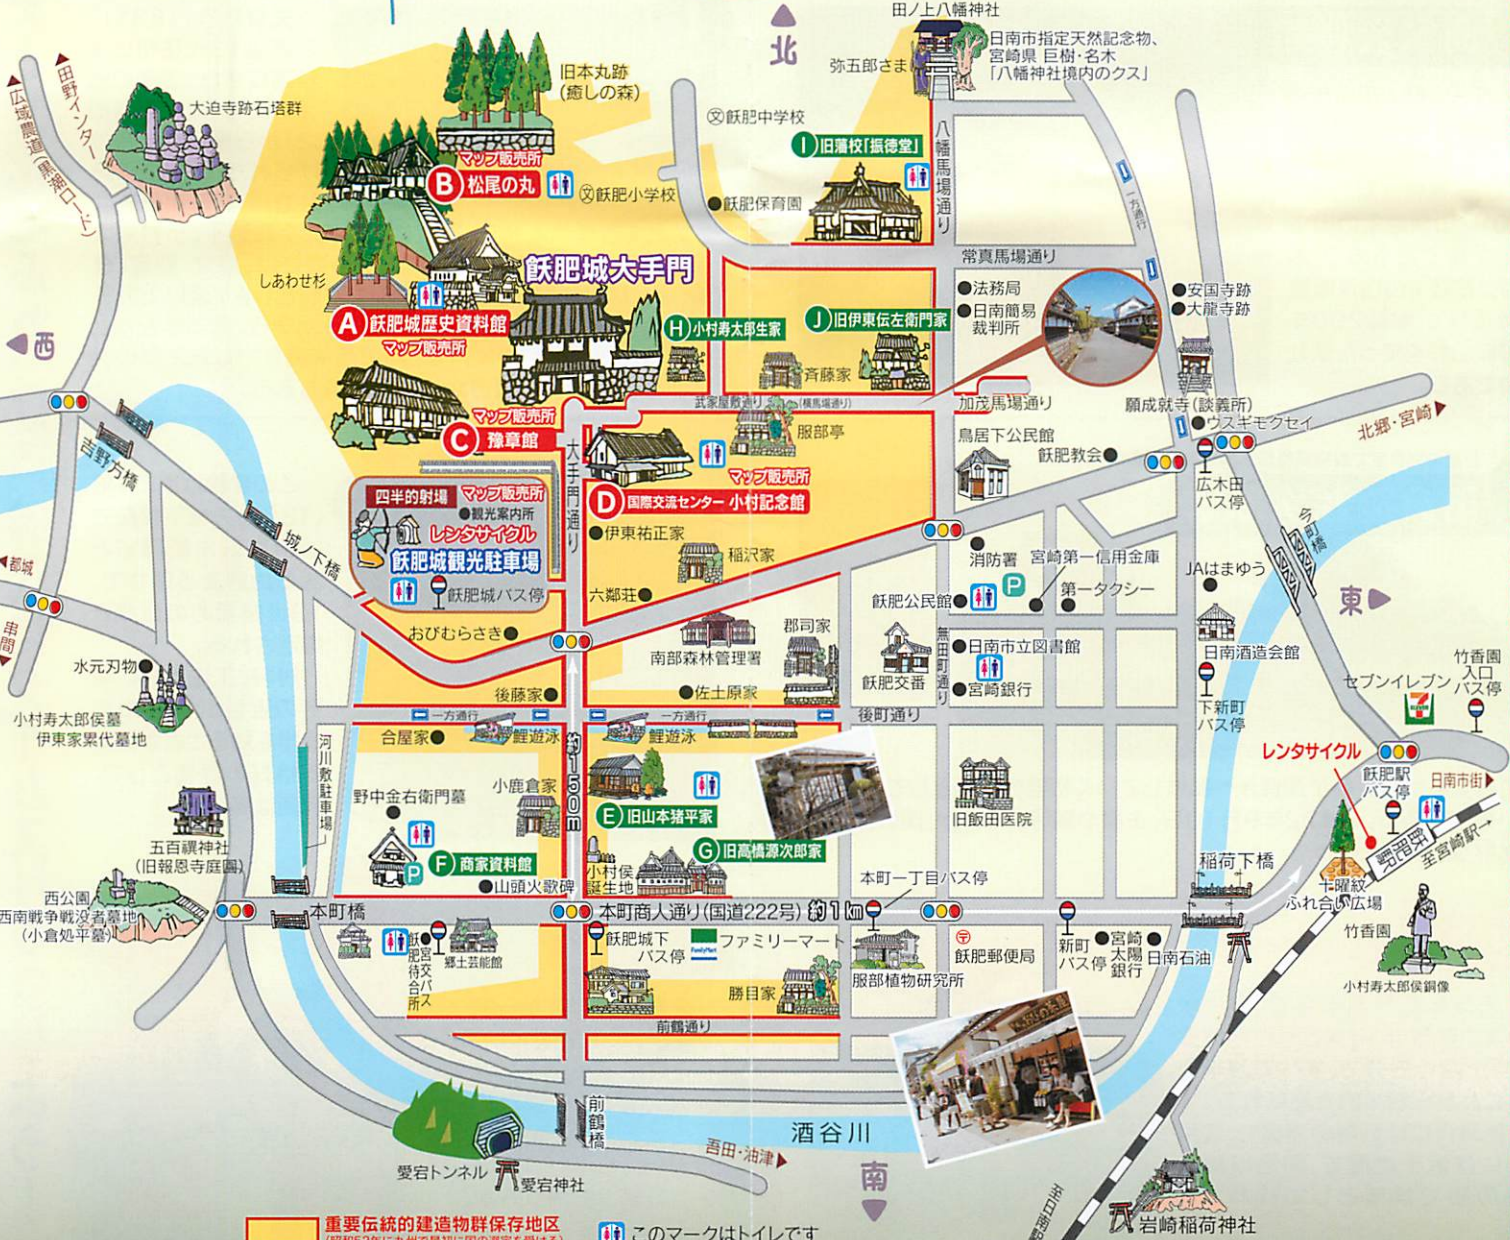 北
田ノ上八幡神社
弥五郎さま
日南市指定天然記念物、
宮崎県 巨樹・名木
「八幡神社境内のクス」
田野インター
広域農道(黒潮ロード)
大迫寺跡石塔群
旧本丸跡
(癒しの森)
マップ販売所
B 松尾の丸
文 飫肥中学校
文 飫肥小学校
飫肥保育園
I 旧藩校「振徳堂」
八幡馬場通り
一方通行
常真馬場通り
しあわせ杉
飫肥城大手門
A 飫肥城歴史資料館
マップ販売所
H 小村寿太郎生家
J 旧伊東伝左衛門家
法務局
日南簡易
裁判所
安国寺跡
大龍寺跡
西
斉藤家
武家屋敷通り
(横馬場通り)
加茂馬場通り
願成就寺(談義所)
ウスギモクセイ
北郷・宮崎
マップ販売所
C 豫章館
大手門通り
服部亭
鳥居下公民館
飫肥教会
広木田
バス停
吉野方橋
マップ販売所
D 国際交流センター 小村記念館
四半的射場 マップ販売所
観光案内所
レンタサイクル
飫肥城観光駐車場
飫肥城バス停
城ノ下橋
伊東祐正家
稲沢家
六鄰荘
今町橋
都城
串間
消防署
宮崎第一信用金庫
P
第一タクシー
JAはまゆう
東
飫肥公民館
おびむらさき
南部森林管理署
郡司家
飫肥交番
無田町通り
日南市立図書館
宮崎銀行
日南酒造会館
下新町
バス停
水元刃物
小村寿太郎侯墓
伊東家累代墓地
後藤家
佐土原家
一方通行
一方通行
後町通り
セブンイレブン
竹香園
入口
バス停
合屋家
鯉遊泳
鯉遊泳
約150m
河川敷駐車場
野中金右衛門墓
小鹿倉家
E 旧山本猪平家
旧飯田医院
レンタサイクル
飫肥駅
バス停
日南市街
五百禩神社
(旧報恩寺庭園)
P
F 商家資料館
G 旧高橋源次郎家
小村侯
誕生地
山頭火歌碑
飫肥駅
至宮崎駅→
西公園
西南戦争戦没者墓地
(小倉処平墓)
本町橋
本町商人通り(国道222号) 約1km
本町一丁目バス停
稲荷下橋
十曜紋
ふれ合い広場
飫肥待合所
宮交バス
郷土芸能館
飫肥城下
バス停
FamilyMart
ファミリーマート
服部植物研究所
飫肥郵便局
新町
バス停
宮崎
太陽
銀行
日南石油
竹香園
小村寿太郎侯銅像
勝目家
前鶴通り
前鶴橋
酒谷川
愛宕トンネル
愛宕神社
吾田・油津
南
岩崎稲荷神社
重要伝統的建造物群保存地区
このマークはトイレです